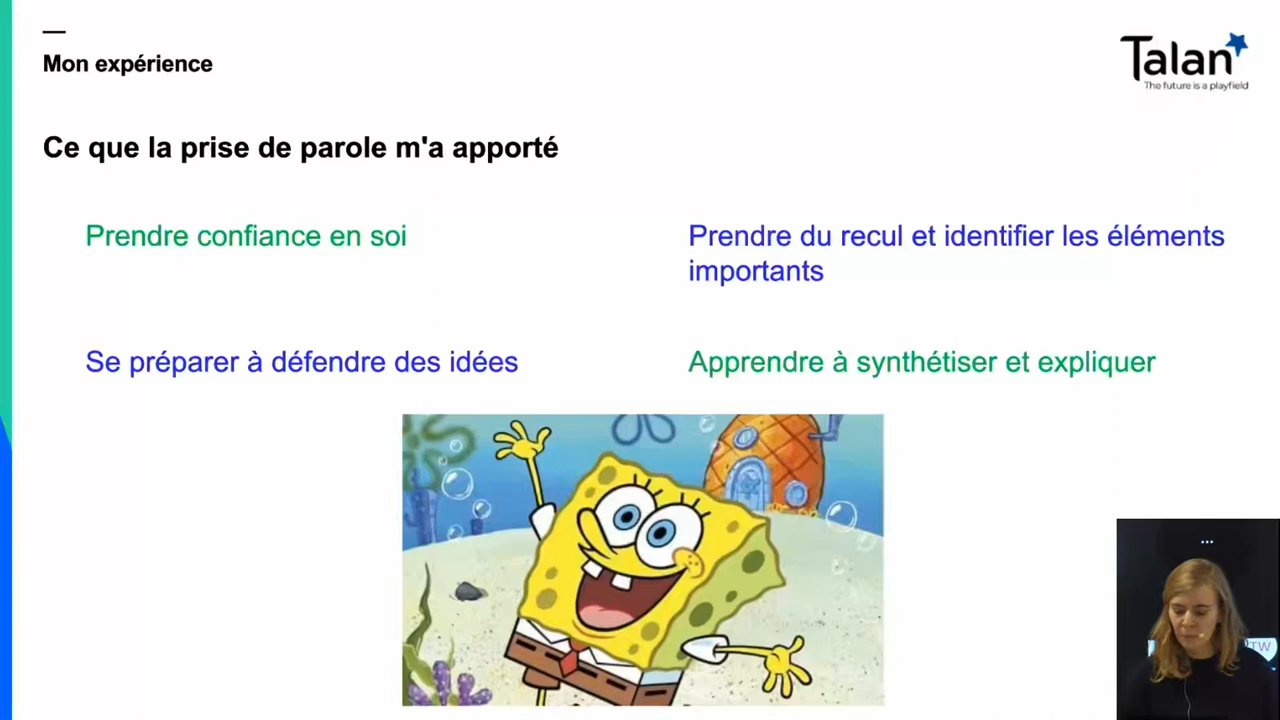 Mon expérience
Talan
The future is a playfield
Ce que la prise de parole m'a apporté
Prendre confiance en soi
Prendre du recul et identifier les éléments
importants
Se préparer à défendre des idées
Apprendre à synthétiser et expliquer
...
TW